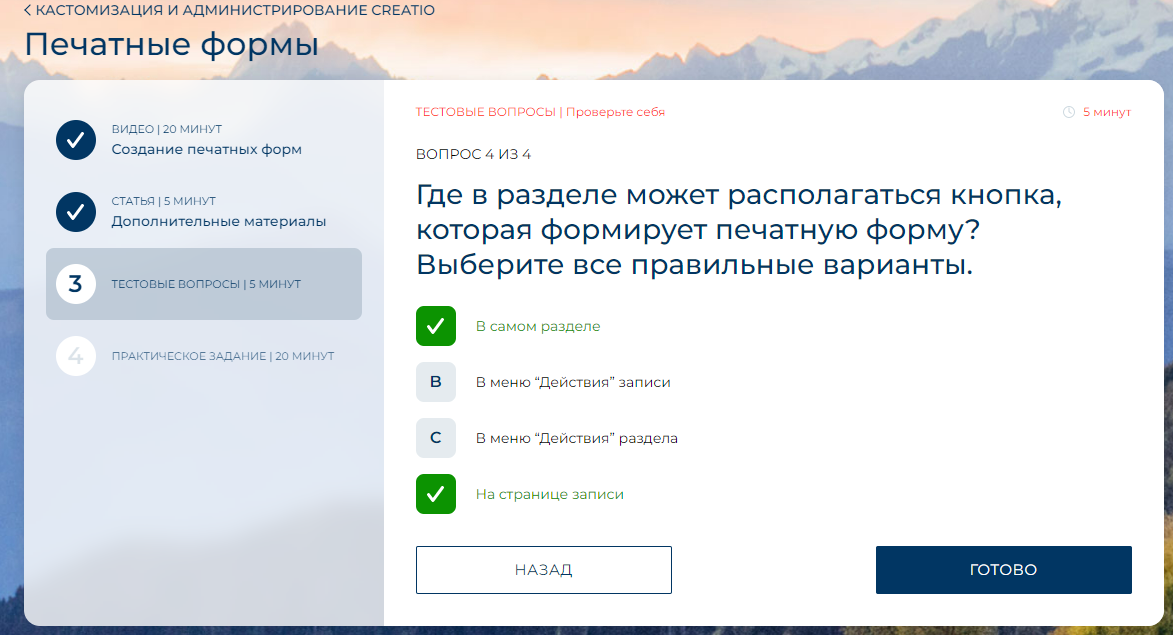 КАСТОМИЗАЦИЯ И АДМИНИСТРИРОВАНИЕ CREATIO
Печатные формы
ВИДЕО | 20 МИНУТ
Создание печатных форм
СТАТЬЯ | 5 МИНУТ
Дополнительные материалы
3
ТЕСТОВЫЕ ВОПРОСЫ | 5 МИНУТ
4
ПРАКТИЧЕСКОЕ ЗАДАНИЕ | 20 МИНУТ
ТЕСТОВЫЕ ВОПРОСЫ | Проверьте себя
5 минут
ВОПРОС 4 ИЗ 4
Где в разделе может располагаться кнопка,
которая формирует печатную форму?
Выберите все правильные варианты.
В самом разделе
B В меню “Действия” записи
C В меню “Действия” раздела
На странице записи
НАЗАД
ГОТОВО